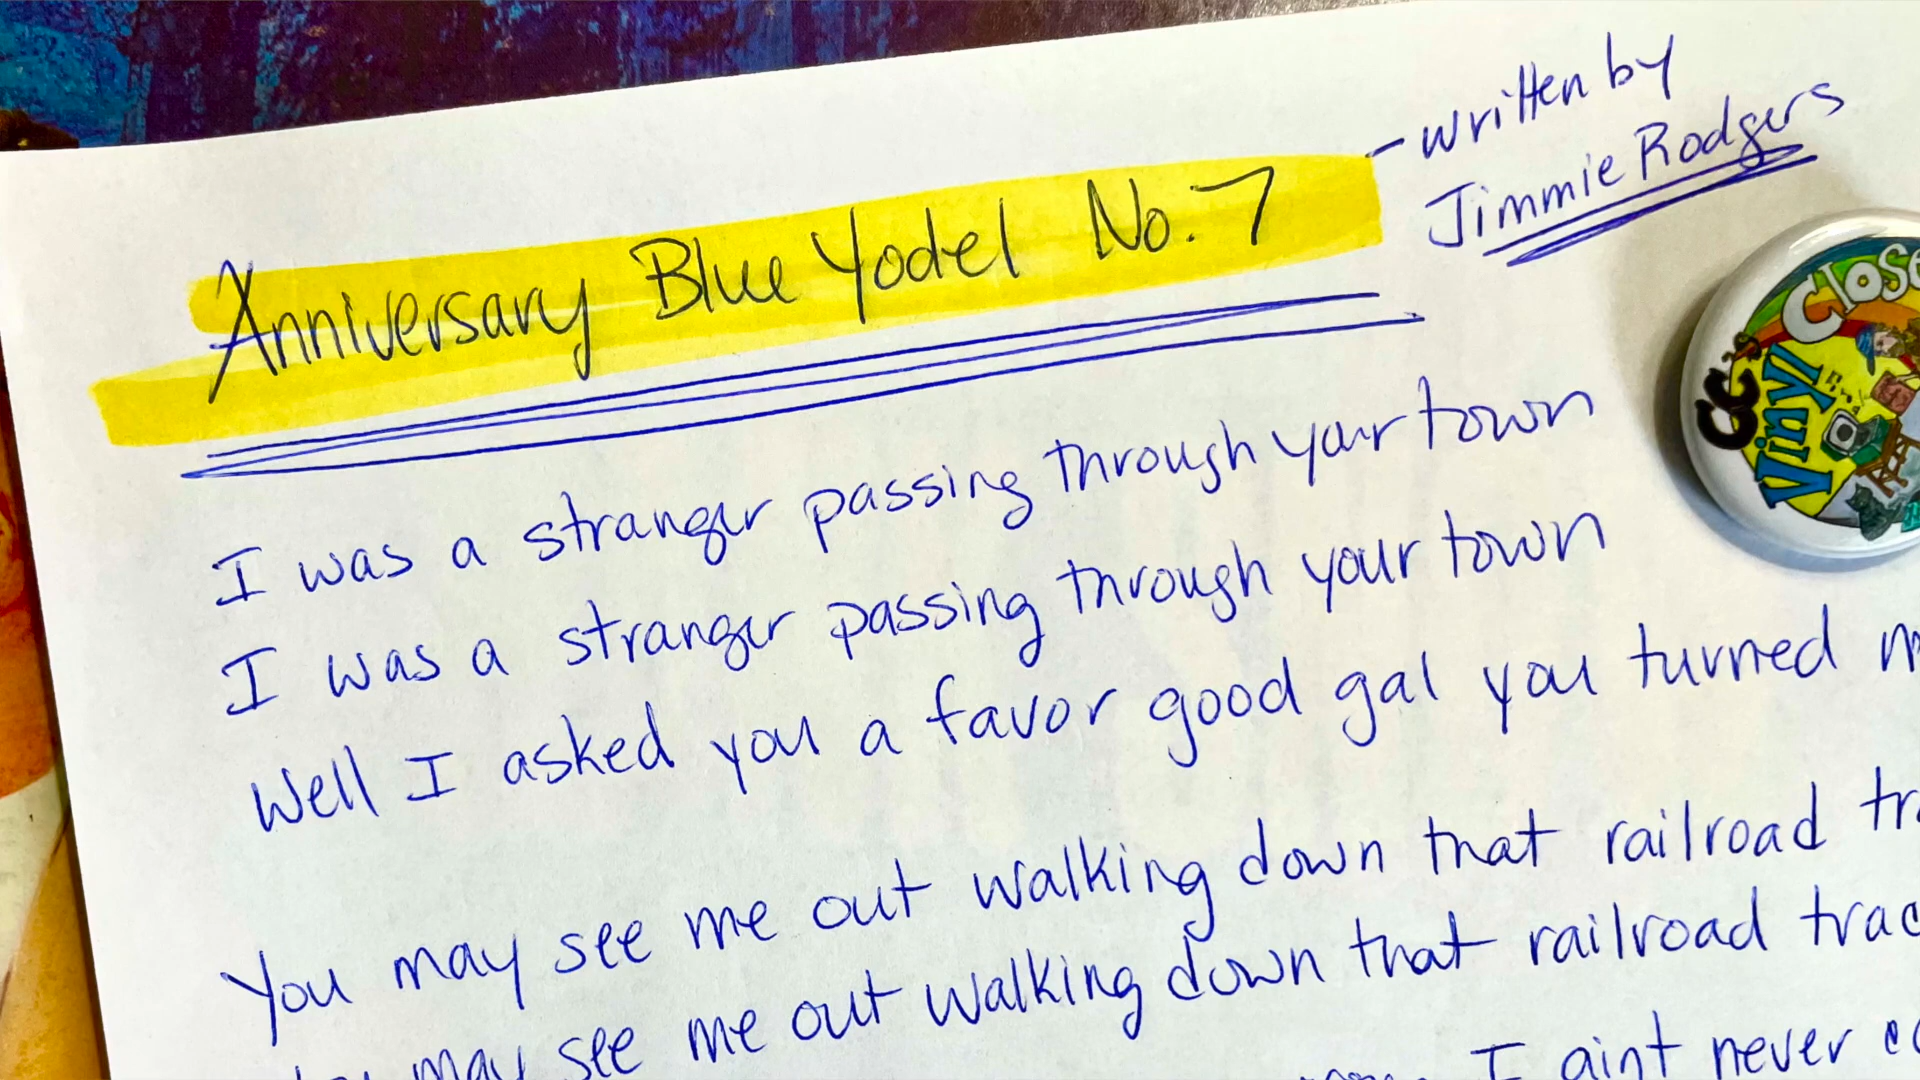 Anniversary Blue Yodel No. 7
- written by
Jimmie Rodgers
I was a stranger passing through your town
I was a stranger passing through your town
Well I asked you a favor good gal you turned
You may see me out walking down that railroad
may see me out walking down that railroad
I aint never
CC's
Vinyl